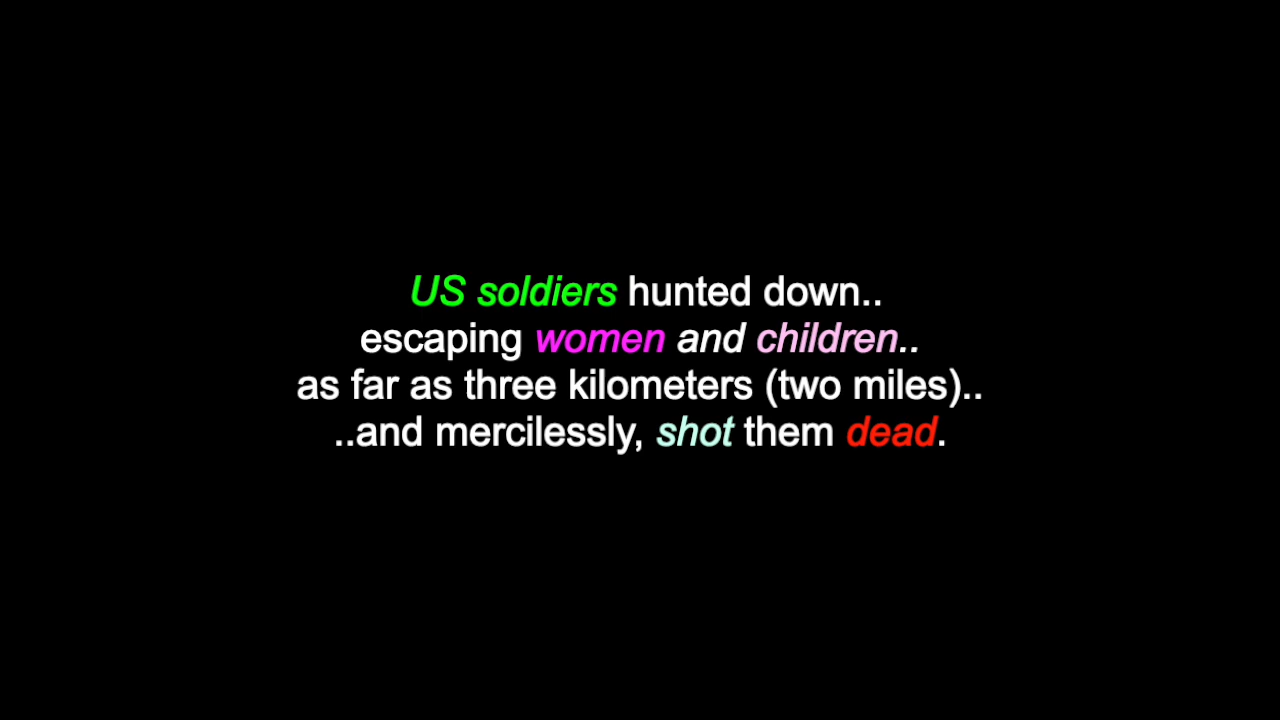 US soldiers hunted down..
escaping women and children..
as far as three kilometers (two miles)..
..and mercilessly, shot them dead.